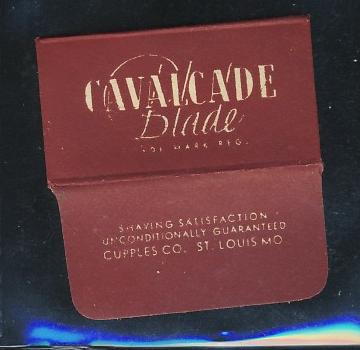 CAVALCADE
Blade
MARK REG.
SHAVING SATISFACTION
UNCONDITIONALLY GUARANTEED
CUPPLES CO. ST. LOUIS MO